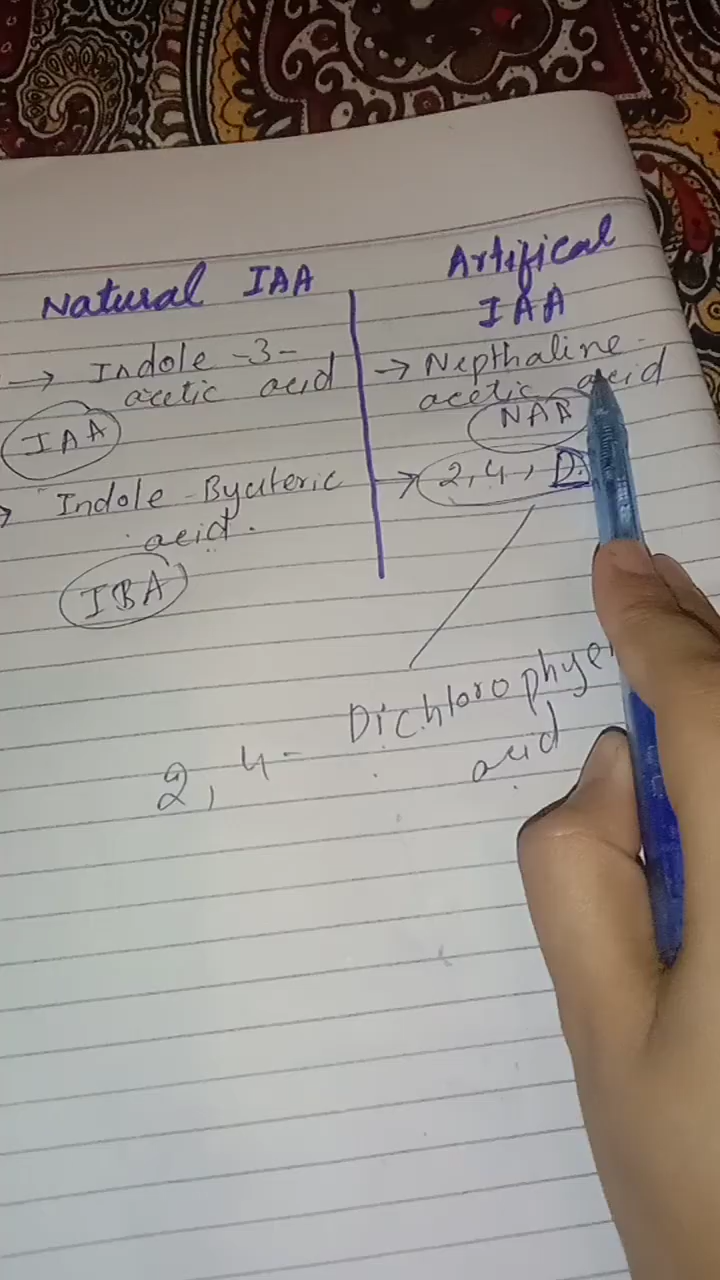 Natural IAA
→ Indole -3-
acetic acid
IAA
→ Indole -Byuteric
acid.
IBA
Artifical
IAA
→ Nepthaline
acetic acid
NAA
→ 2,4, D.
2,4- Dichlorophye
acid